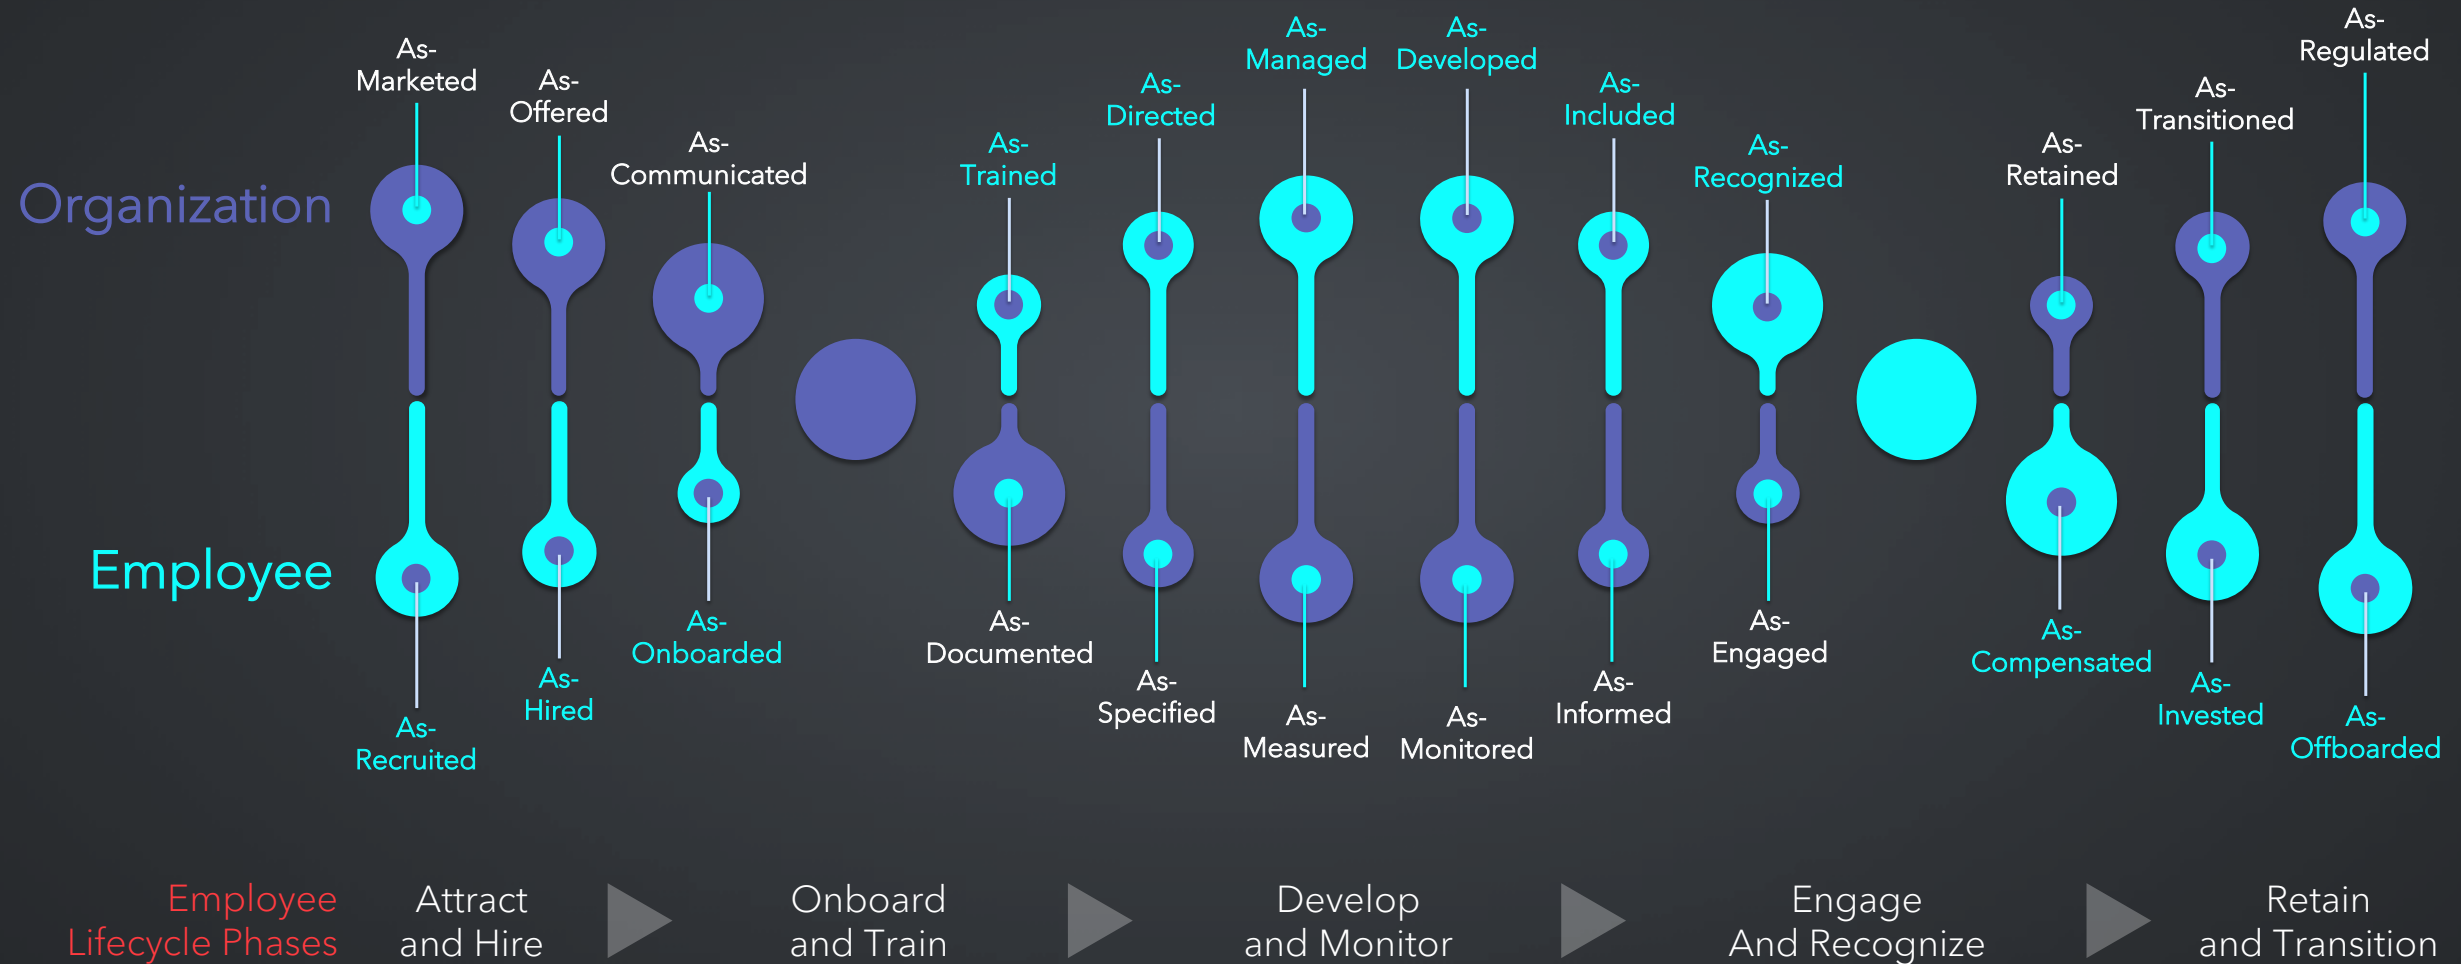 As-
Marketed
As-
Offered
As-
Communicated
As-
Trained
As-
Directed
As-
Managed
As-
Developed
As-
Included
As-
Recognized
As-
Retained
As-
Transitioned
As-
Regulated
Organization
Employee
As-
Recruited
As-
Hired
As-
Onboarded
As-
Documented
As-
Specified
As-
Measured
As-
Monitored
As-
Informed
As-
Engaged
As-
Compensated
As-
Invested
As-
Offboarded
Employee
Lifecycle Phases
Attract
and Hire
Onboard
and Train
Develop
and Monitor
Engage
And Recognize
Retain
and Transition